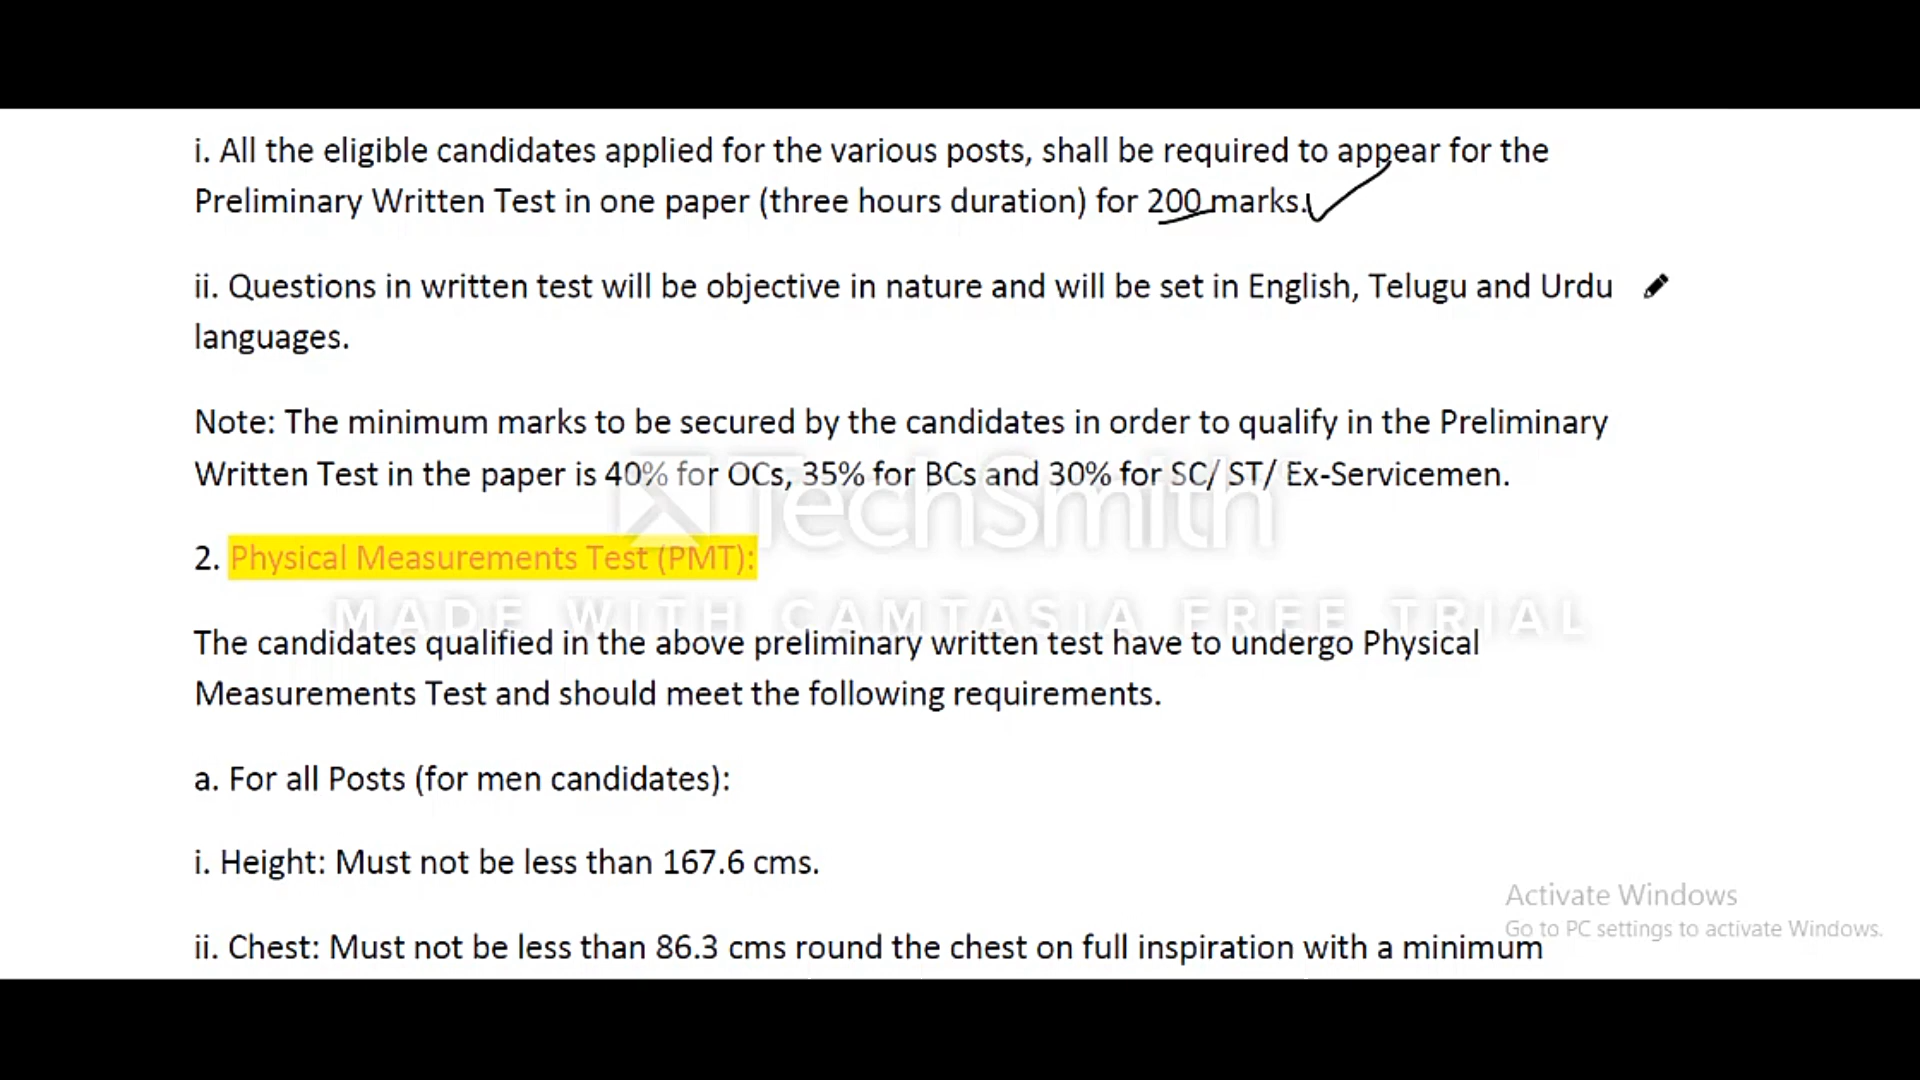 i. All the eligible candidates applied for the various posts, shall be required to appear for the
Preliminary Written Test in one paper (three hours duration) for 200 marks.
ii. Questions in written test will be objective in nature and will be set in English, Telugu and Urdu
languages.
Note: The minimum marks to be secured by the candidates in order to qualify in the Preliminary
Written Test in the paper is 40% for OCs, 35% for BCs and 30% for SC/ ST/ Ex-Servicemen.
TechSmith
2. Physical Measurements Test (PMT):
MADE WITH CAMTASIA FREE TRIAL
The candidates qualified in the above preliminary written test have to undergo Physical
Measurements Test and should meet the following requirements.
a. For all Posts (for men candidates):
i. Height: Must not be less than 167.6 cms.
Activate Windows
Go to PC settings to activate Windows.
ii. Chest: Must not be less than 86.3 cms round the chest on full inspiration with a minimum